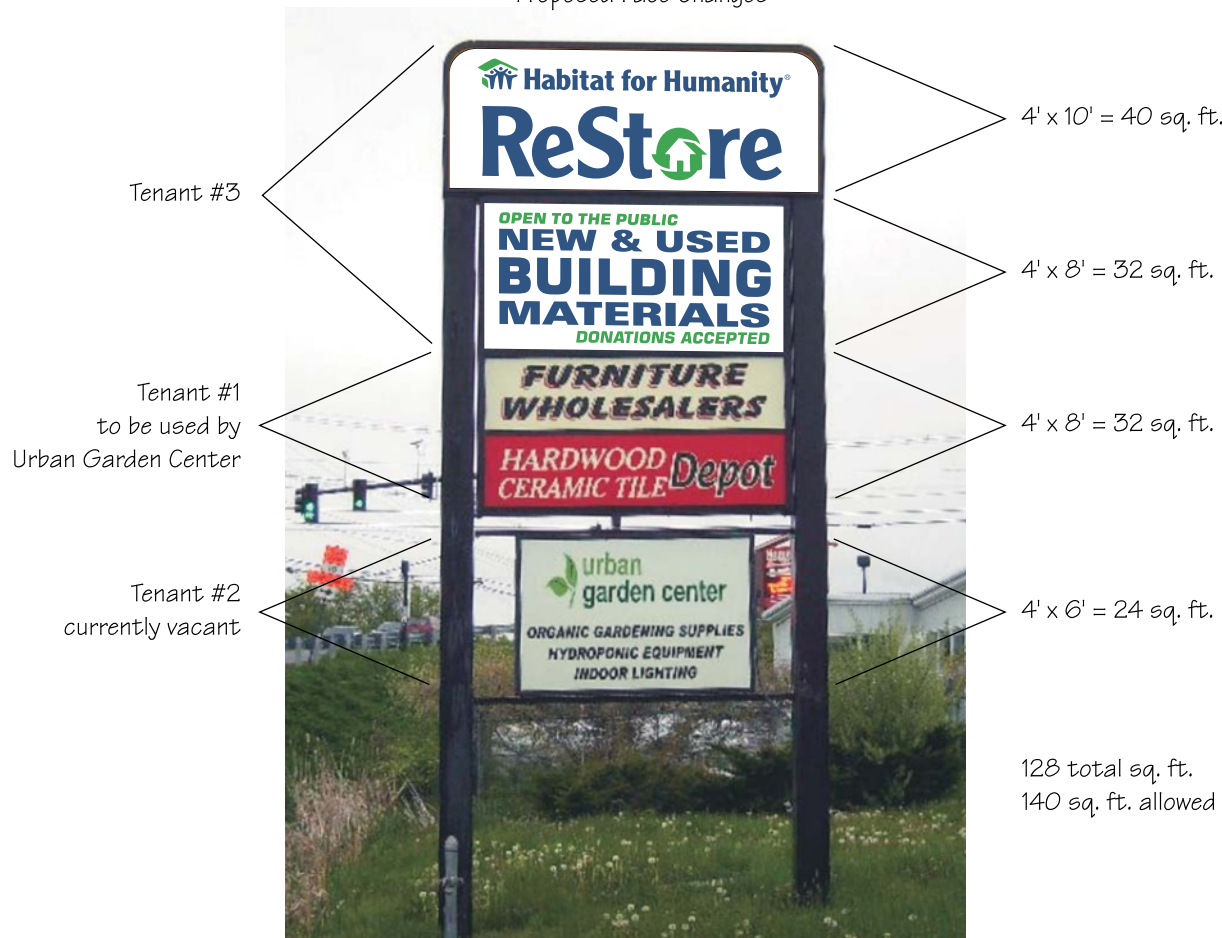 Proposed Face Changes
Habitat for Humanity®
ReStore
OPEN TO THE PUBLIC
NEW & USED
BUILDING
MATERIALS
DONATIONS ACCEPTED
FURNITURE
WHOLESALERS
HARDWOOD
CERAMIC TILE
Depot
urban
garden center
ORGANIC GARDENING SUPPLIES
HYDROPONIC EQUIPMENT
INDOOR LIGHTING
Tenant #3
Tenant #1
to be used by
Urban Garden Center
Tenant #2
currently vacant
4' x 10' = 40 sq. ft.
4' x 8' = 32 sq. ft.
4' x 8' = 32 sq. ft.
4' x 6' = 24 sq. ft.
128 total sq. ft.
140 sq. ft. allowed